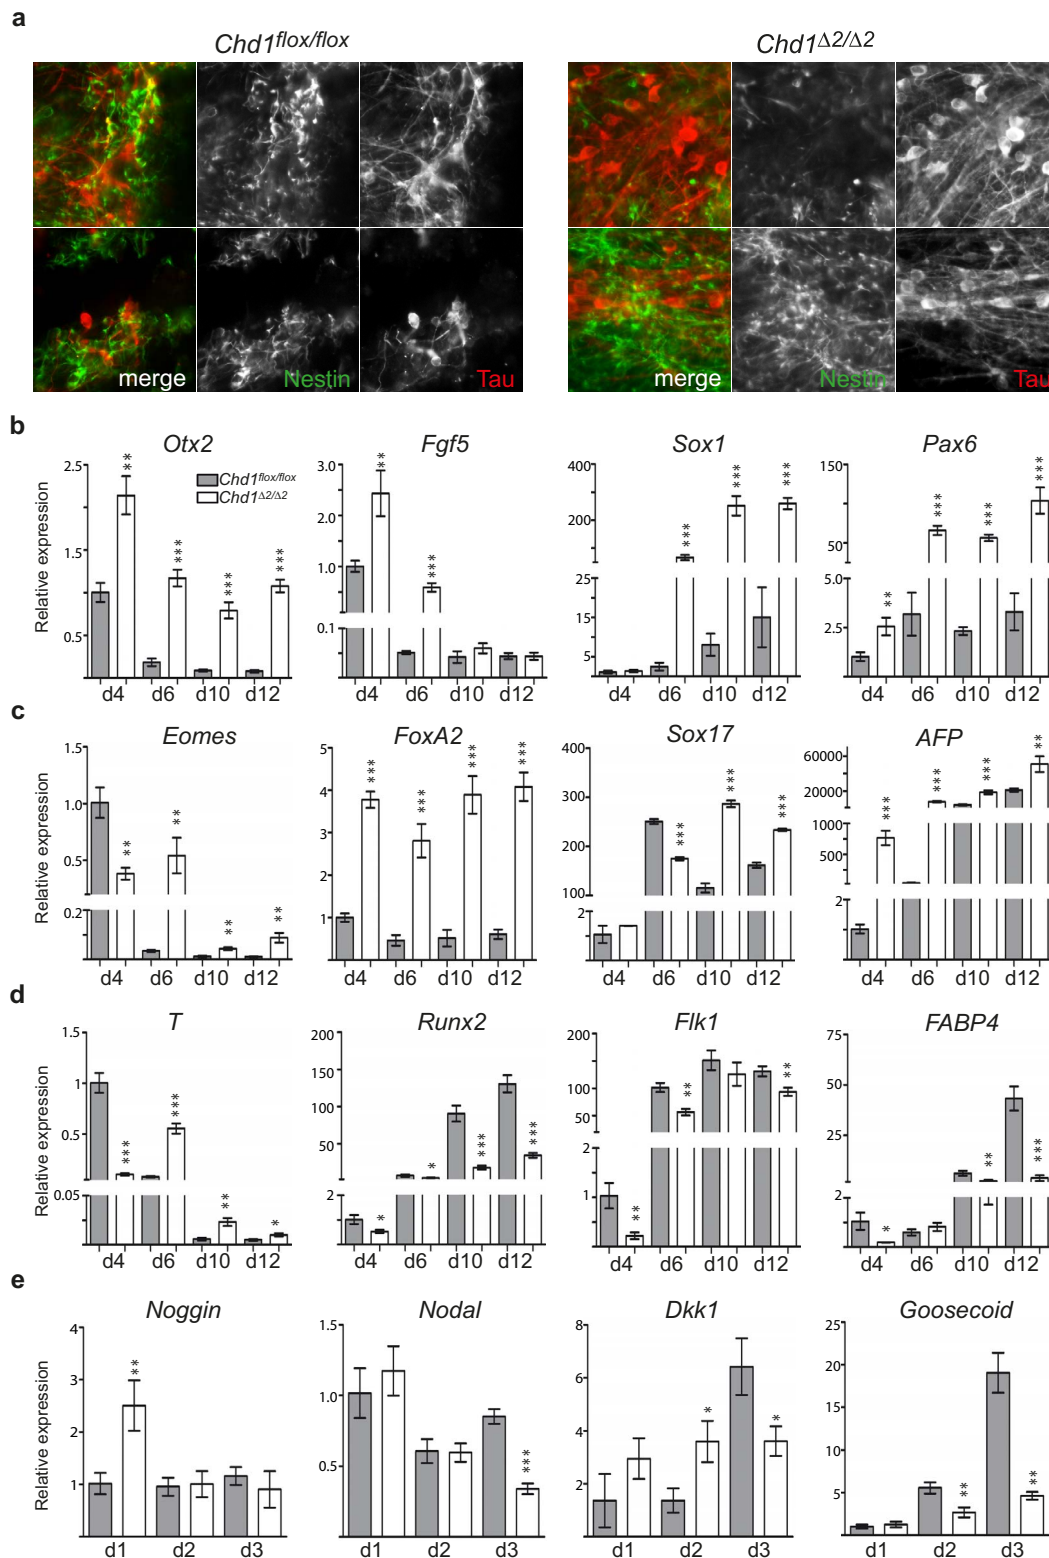 a
Chd1flox/flox
Chd1Δ2/Δ2
merge
Nestin
Tau
merge
Nestin
Tau
b
Otx2
Fgf5
Sox1
Pax6
Relative expression
2.5
1.5
0.5
Chd1flox/flox
Chd1Δ2/Δ2
** *** *** ***
d4 d6 d10 d12
3.0
2.0
1.0
0.1
** ***
d4 d6 d10 d12
400
200
25
15
5
*** *** ***
d4 d6 d10 d12
150
100
50
5.0
2.5
** *** *** ***
d4 d6 d10 d12
c
Eomes
FoxA2
Sox17
AFP
Relative expression
1.5
1.0
0.5
0.2
** ** ** **
d4 d6 d10 d12
4
2
1
*** *** *** ***
d4 d6 d10 d12
400
300
200
100
2
*** *** ***
d4 d6 d10 d12
60000
40000
20000
1000
500
2
*** *** *** **
d4 d6 d10 d12
d
T
Runx2
Flk1
FABP4
Relative expression
1.5
1
0.5
0.05
*** *** ** *
d4 d6 d10 d12
200
150
100
50
2
1
* * *** ***
d4 d6 d10 d12
200
150
100
50
2
1
0
** ** **
d4 d6 d10 d12
75
50
25
2
1
* ** ***
d4 d6 d10 d12
e
Noggin
Nodal
Dkk1
Goosecoid
Relative expression
4
3
2
1
**
d1 d2 d3
1.5
1.0
0.5
***
d1 d2 d3
8
6
4
2
* *
d1 d2 d3
25
20
15
10
5
0
** **
d1 d2 d3